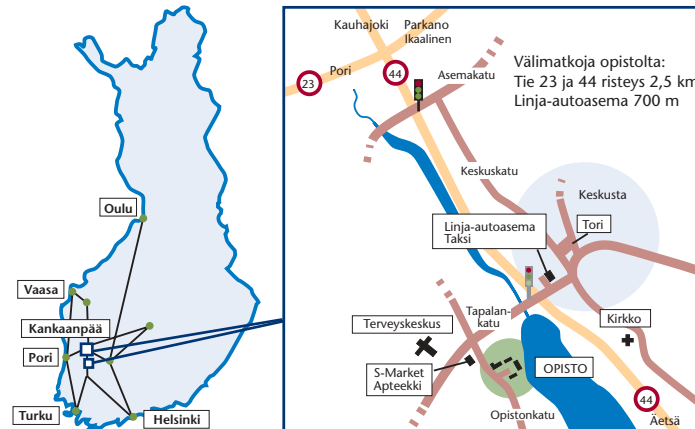 Oulu
Vaasa
Kankaanpää
Pori
Turku
Helsinki
Kauhajoki
Parkano
Ikaalinen
23
Pori
44
Asemakatu
Välimatkoja opistolta:
Tie 23 ja 44 risteys 2,5 km
Linja-autoasema 700 m
Keskuskatu
Keskusta
Linja-autoasema
Taksi
Tori
Tapalan-
katu
Terveyskeskus
Kirkko
S-Market
Apteekki
OPISTO
44
Opistonkatu
Äetsä